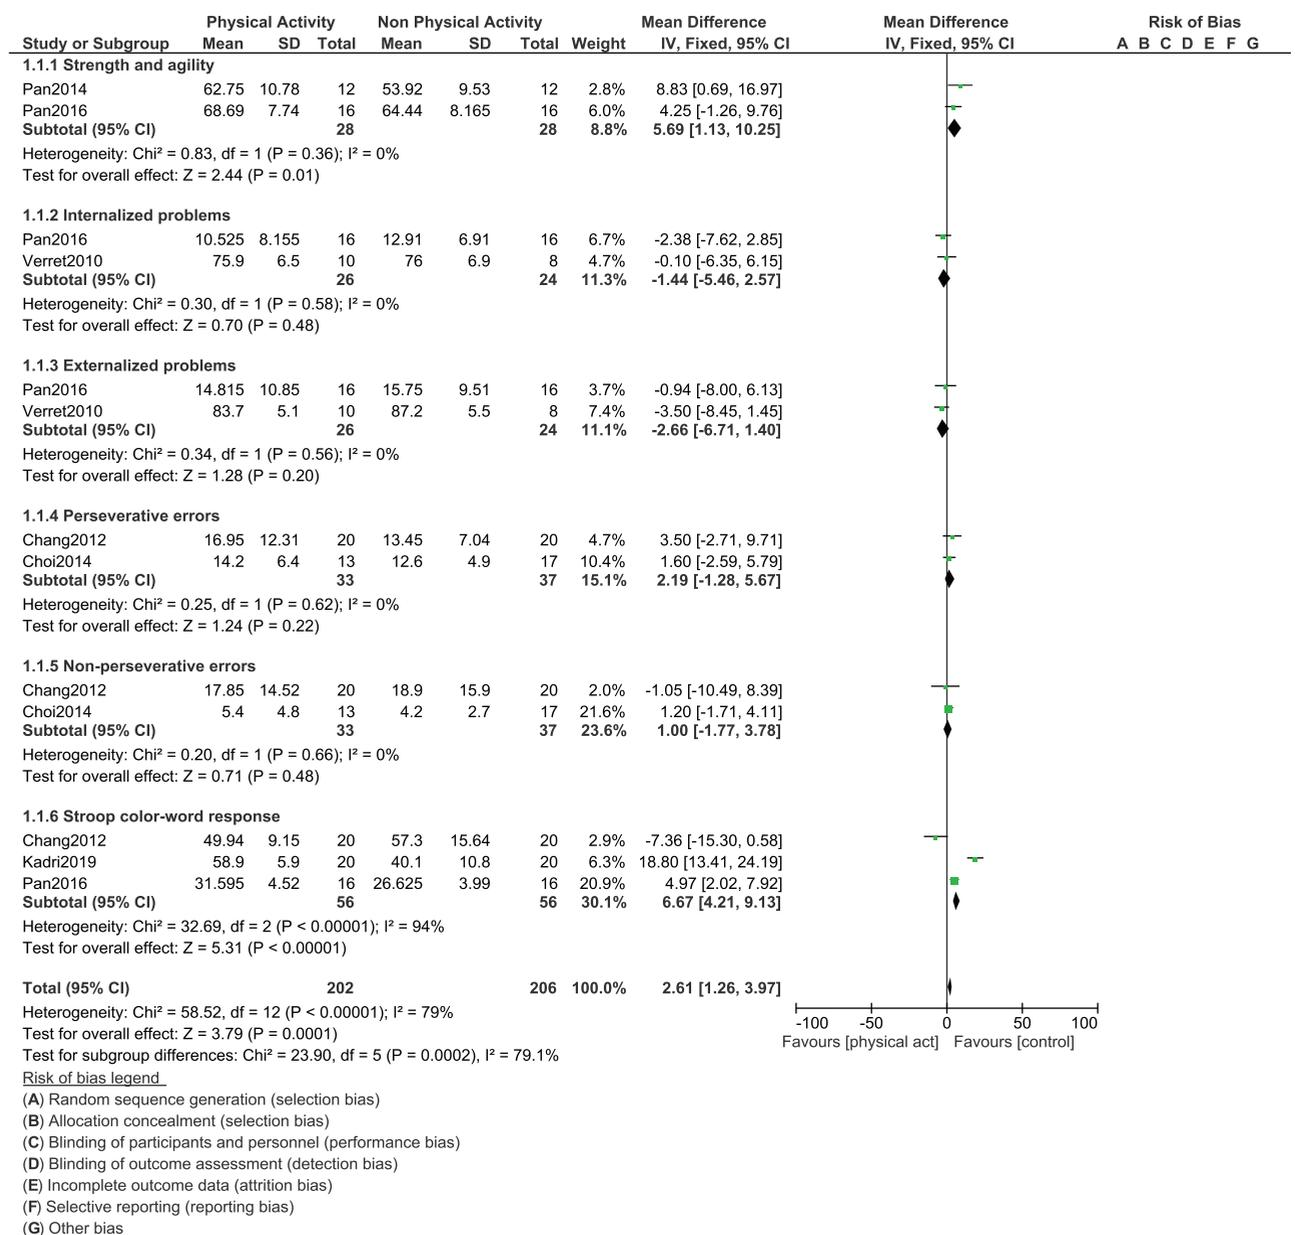 Physical Activity Non Physical Activity Mean Difference Mean Difference Risk of Bias
Study or Subgroup Mean SD Total Mean SD Total Weight IV, Fixed, 95% CI IV, Fixed, 95% CI A B C D E F G
1.1.1 Strength and agility
Pan2014 62.75 10.78 12 53.92 9.53 12 2.8% 8.83 [0.69, 16.97]
Pan2016 68.69 7.74 16 64.44 8.165 16 6.0% 4.25 [-1.26, 9.76]
Subtotal (95% CI) 28 28 8.8% 5.69 [1.13, 10.25]
Heterogeneity: Chi² = 0.83, df = 1 (P = 0.36); I² = 0%
Test for overall effect: Z = 2.44 (P = 0.01)
1.1.2 Internalized problems
Pan2016 10.525 8.155 16 12.91 6.91 16 6.7% -2.38 [-7.62, 2.85]
Verret2010 75.9 6.5 10 76 6.9 8 4.7% -0.10 [-6.35, 6.15]
Subtotal (95% CI) 26 24 11.3% -1.44 [-5.46, 2.57]
Heterogeneity: Chi² = 0.30, df = 1 (P = 0.58); I² = 0%
Test for overall effect: Z = 0.70 (P = 0.48)
1.1.3 Externalized problems
Pan2016 14.815 10.85 16 15.75 9.51 16 3.7% -0.94 [-8.00, 6.13]
Verret2010 83.7 5.1 10 87.2 5.5 8 7.4% -3.50 [-8.45, 1.45]
Subtotal (95% CI) 26 24 11.1% -2.66 [-6.71, 1.40]
Heterogeneity: Chi² = 0.34, df = 1 (P = 0.56); I² = 0%
Test for overall effect: Z = 1.28 (P = 0.20)
1.1.4 Perseverative errors
Chang2012 16.95 12.31 20 13.45 7.04 20 4.7% 3.50 [-2.71, 9.71]
Choi2014 14.2 6.4 13 12.6 4.9 17 10.4% 1.60 [-2.59, 5.79]
Subtotal (95% CI) 33 37 15.1% 2.19 [-1.28, 5.67]
Heterogeneity: Chi² = 0.25, df = 1 (P = 0.62); I² = 0%
Test for overall effect: Z = 1.24 (P = 0.22)
1.1.5 Non-perseverative errors
Chang2012 17.85 14.52 20 18.9 15.9 20 2.0% -1.05 [-10.49, 8.39]
Choi2014 5.4 4.8 13 4.2 2.7 17 21.6% 1.20 [-1.71, 4.11]
Subtotal (95% CI) 33 37 23.6% 1.00 [-1.77, 3.78]
Heterogeneity: Chi² = 0.20, df = 1 (P = 0.66); I² = 0%
Test for overall effect: Z = 0.71 (P = 0.48)
1.1.6 Stroop color-word response
Chang2012 49.94 9.15 20 57.3 15.64 20 2.9% -7.36 [-15.30, 0.58]
Kadri2019 58.9 5.9 20 40.1 10.8 20 6.3% 18.80 [13.41, 24.19]
Pan2016 31.595 4.52 16 26.625 3.99 16 20.9% 4.97 [2.02, 7.92]
Subtotal (95% CI) 56 56 30.1% 6.67 [4.21, 9.13]
Heterogeneity: Chi² = 32.69, df = 2 (P < 0.00001); I² = 94%
Test for overall effect: Z = 5.31 (P < 0.00001)
Total (95% CI) 202 206 100.0% 2.61 [1.26, 3.97]
Heterogeneity: Chi² = 58.52, df = 12 (P < 0.00001); I² = 79%
Test for overall effect: Z = 3.79 (P = 0.0001)
Test for subgroup differences: Chi² = 23.90, df = 5 (P = 0.0002), I² = 79.1%
-100 -50 0 50 100
Favours [physical act] Favours [control]
Risk of bias legend
(A) Random sequence generation (selection bias)
(B) Allocation concealment (selection bias)
(C) Blinding of participants and personnel (performance bias)
(D) Blinding of outcome assessment (detection bias)
(E) Incomplete outcome data (attrition bias)
(F) Selective reporting (reporting bias)
(G) Other bias